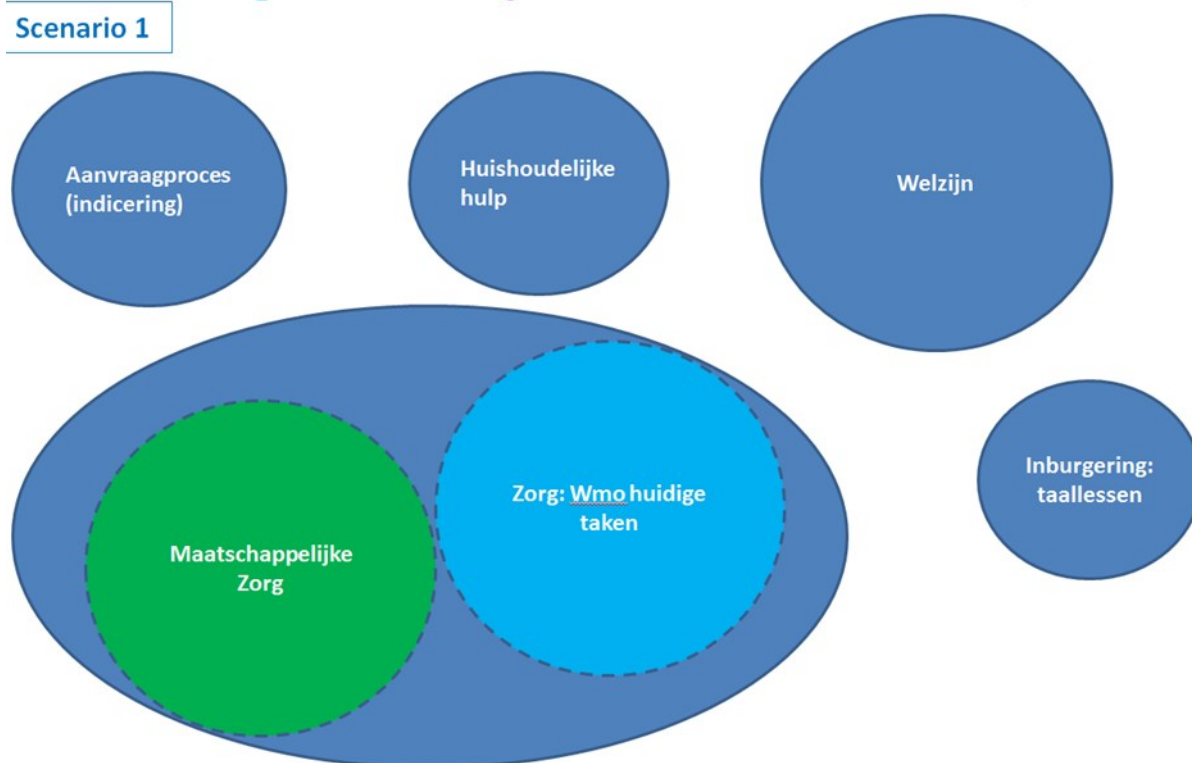 Scenario 1
Aanvraagproces
(indicering)
Huishoudelijke
hulp
Welzijn
Zorg: Wmo huidige
taken
Inburgering:
taallessen
Maatschappelijke
Zorg